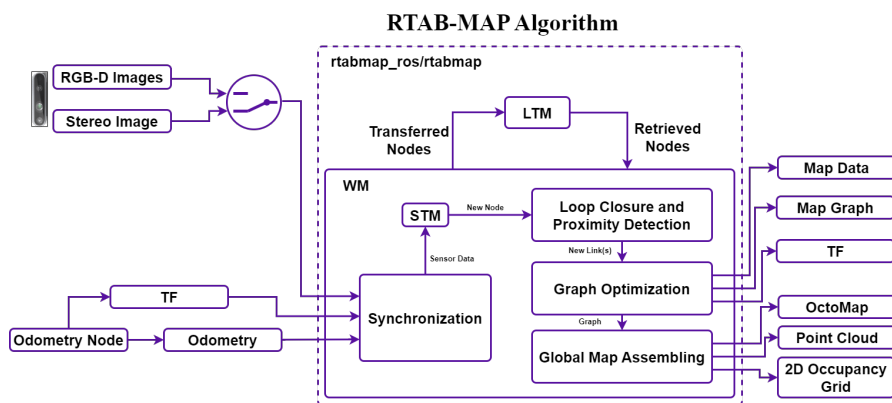 RTAB-MAP Algorithm
rtabmap_ros/rtabmap
RGB-D Images
Stereo Image
LTM
Transferred
Nodes
Retrieved
Nodes
WM
STM
New Node
Loop Closure and
Proximity Detection
Sensor Data
New Link(s)
Synchronization
Graph Optimization
Graph
Global Map Assembling
TF
Odometry Node
Odometry
Map Data
Map Graph
TF
OctoMap
Point Cloud
2D Occupancy
Grid